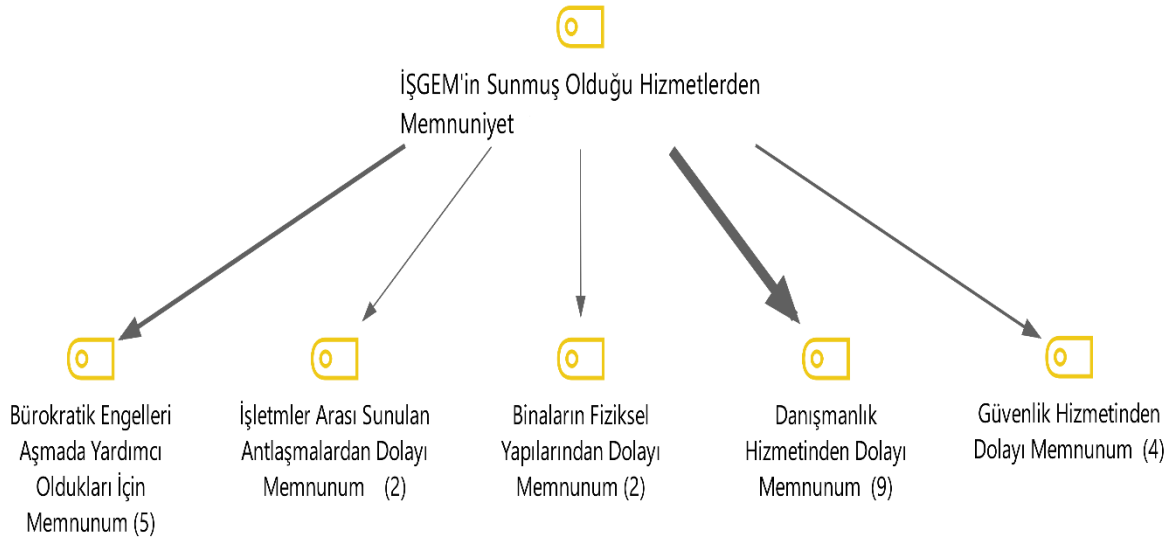 İŞGEM'in Sunmuş Olduğu Hizmetlerden
Memnuniyet
Bürokratik Engelleri
Aşmada Yardımcı
Oldukları İçin
Memnunum (5)
İşletmler Arası Sunulan
Antlaşmalardan Dolayı
Memnunum (2)
Binaların Fiziksel
Yapılarından Dolayı
Memnunum (2)
Danışmanlık
Hizmetinden Dolayı
Memnunum (9)
Güvenlik Hizmetinden
Dolayı Memnunum (4)